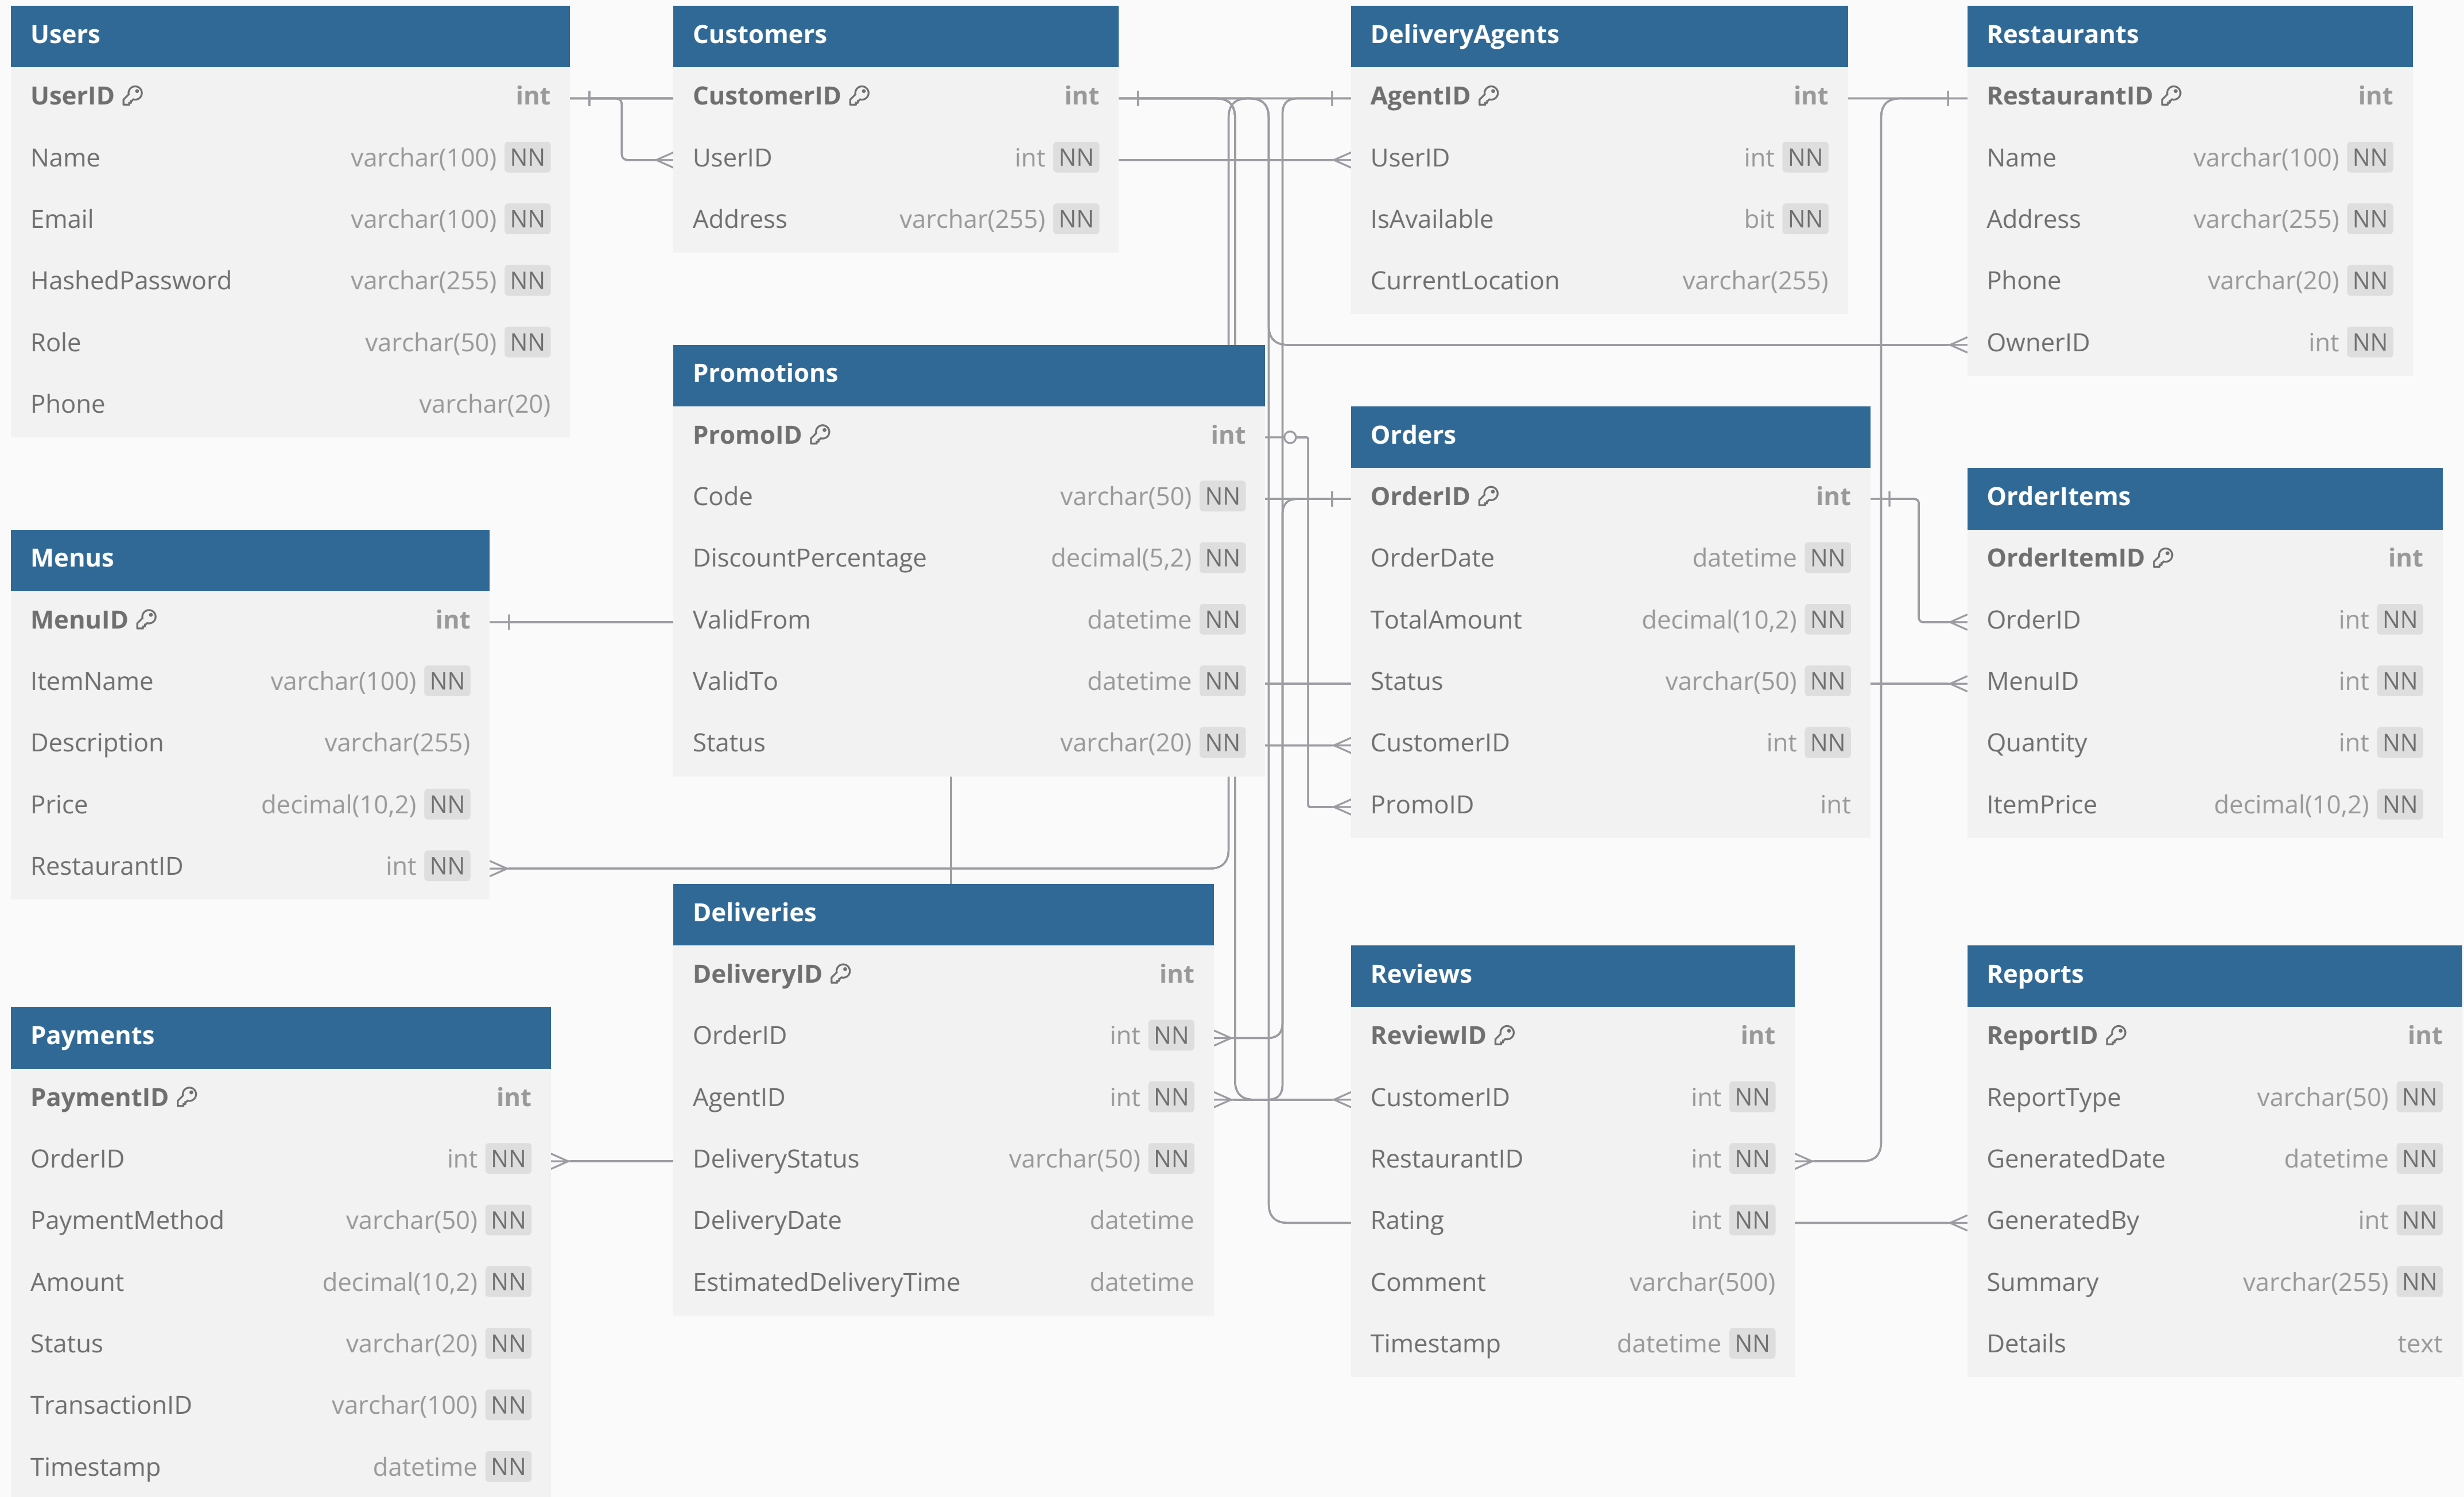 Users
UserID int
Name varchar(100) NN
Email varchar(100) NN
HashedPassword varchar(255) NN
Role varchar(50) NN
Phone varchar(20)
Customers
CustomerID int
UserID int NN
Address varchar(255) NN
DeliveryAgents
AgentID int
UserID int NN
IsAvailable bit NN
CurrentLocation varchar(255)
Restaurants
RestaurantID int
Name varchar(100) NN
Address varchar(255) NN
Phone varchar(20) NN
OwnerID int NN
Promotions
PromoID int
Code varchar(50) NN
DiscountPercentage decimal(5,2) NN
ValidFrom datetime NN
ValidTo datetime NN
Status varchar(20) NN
Orders
OrderID int
OrderDate datetime NN
TotalAmount decimal(10,2) NN
Status varchar(50) NN
CustomerID int NN
PromoID int
OrderItems
OrderItemID int
OrderID int NN
MenuID int NN
Quantity int NN
ItemPrice decimal(10,2) NN
Menus
MenuID int
ItemName varchar(100) NN
Description varchar(255)
Price decimal(10,2) NN
RestaurantID int NN
Deliveries
DeliveryID int
OrderID int NN
AgentID int NN
DeliveryStatus varchar(50) NN
DeliveryDate datetime
EstimatedDeliveryTime datetime
Reviews
ReviewID int
CustomerID int NN
RestaurantID int NN
Rating int NN
Comment varchar(500)
Timestamp datetime NN
Reports
ReportID int
ReportType varchar(50) NN
GeneratedDate datetime NN
GeneratedBy int NN
Summary varchar(255) NN
Details text
Payments
PaymentID int
OrderID int NN
PaymentMethod varchar(50) NN
Amount decimal(10,2) NN
Status varchar(20) NN
TransactionID varchar(100) NN
Timestamp datetime NN